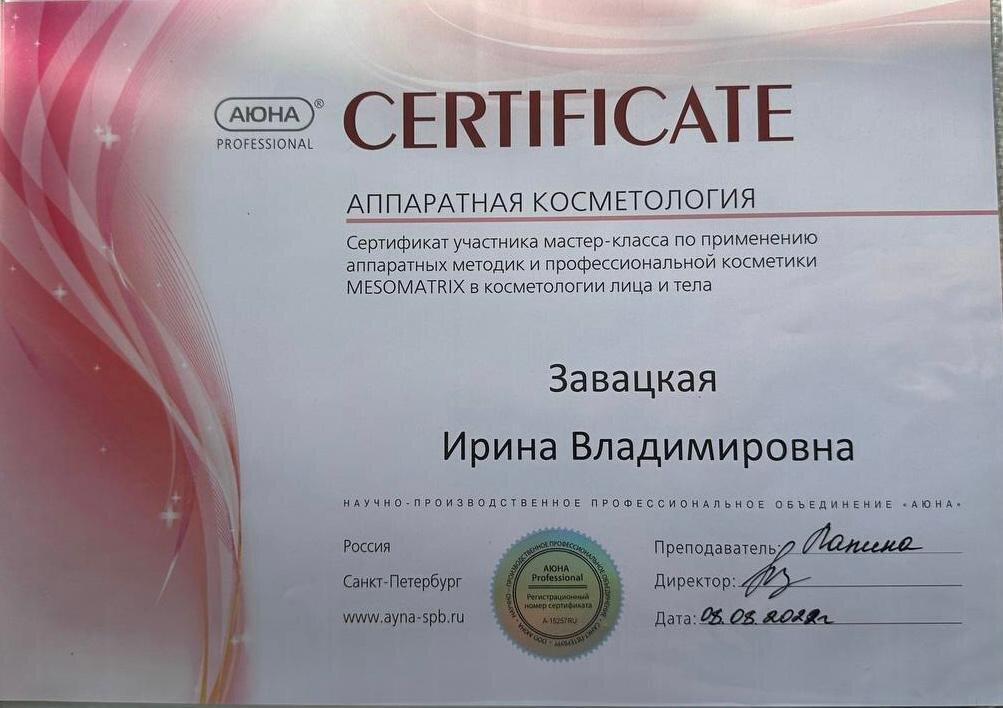 АЮНА®
PROFESSIONAL
CERTIFICATE
АППАРАТНАЯ КОСМЕТОЛОГИЯ
Сертификат участника мастер-класса по применению
аппаратных методик и профессиональной косметики
MESOMATRIX в косметологии лица и тела
Завацкая
Ирина Владимировна
НАУЧНО-ПРОИЗВОДСТВЕННОЕ ПРОФЕССИОНАЛЬНОЕ ОБЪЕДИНЕНИЕ «АЮНА»
Россия
Санкт-Петербург
www.ayna-spb.ru
АЮНА
Professional
Регистрационный
номер сертификата
A-15257RU
Преподаватель: Лапина
Директор:
Дата: 08.08.2022г